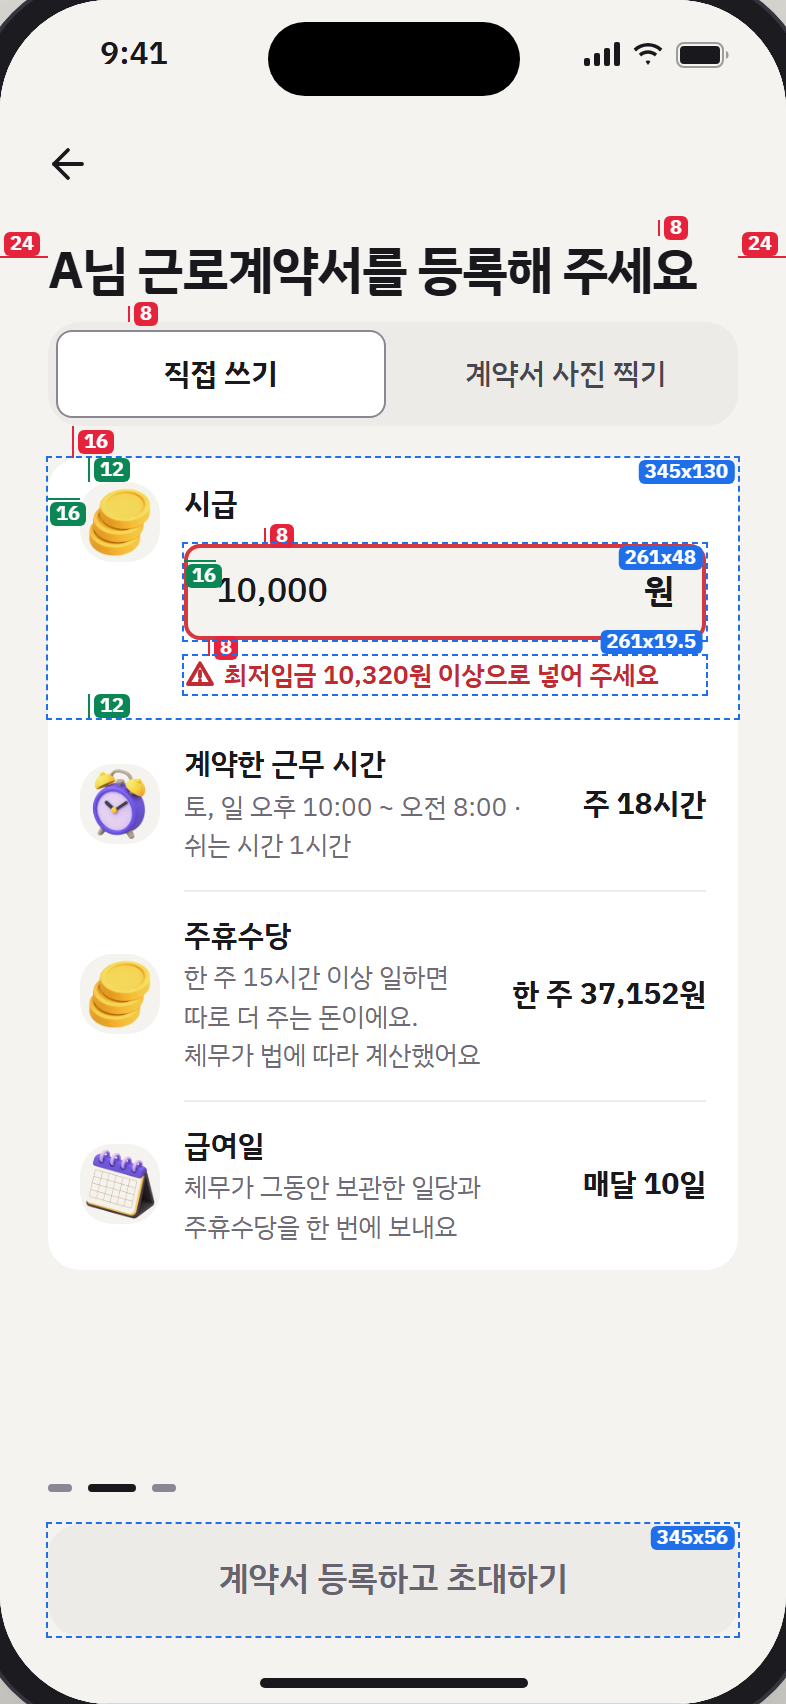 9:41
8
24
24
A님 근로계약서를 등록해 주세요
8
직접 쓰기
계약서 사진 찍기
16
12
345x130
16
시급
8
261x48
16
10,000
원
261x19.5
8
최저임금 10,320원 이상으로 넣어 주세요
12
계약한 근무 시간
토, 일 오후 10:00 ~ 오전 8:00 ·
쉬는 시간 1시간
주 18시간
주휴수당
한 주 15시간 이상 일하면
따로 더 주는 돈이에요.
체무가 법에 따라 계산했어요
한 주 37,152원
급여일
체무가 그동안 보관한 일당과
주휴수당을 한 번에 보내요
매달 10일
345x56
계약서 등록하고 초대하기